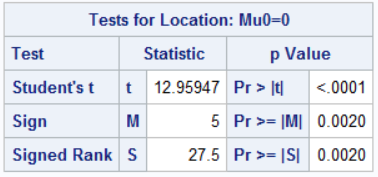 Tests for Location: Mu0=0
Test Statistic p Value
Student's t t 12.95947 Pr > |t| <.0001
Sign M 5 Pr >= |M| 0.0020
Signed Rank S 27.5 Pr >= |S| 0.0020